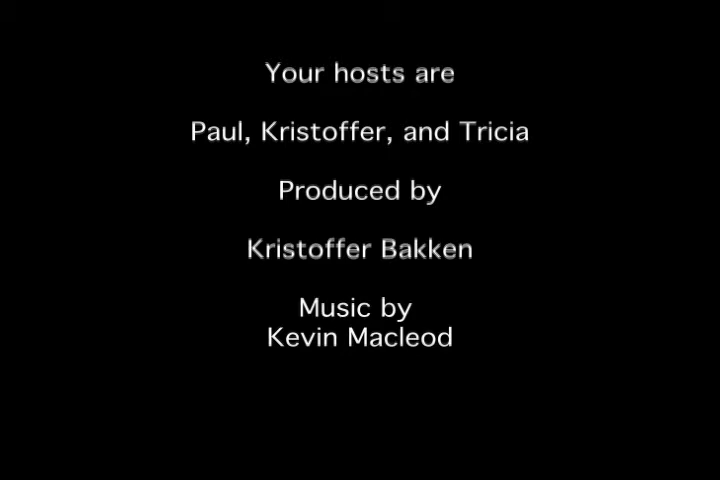 Your hosts are
Paul, Kristoffer, and Tricia
Produced by
Kristoffer Bakken
Music by
Kevin Macleod